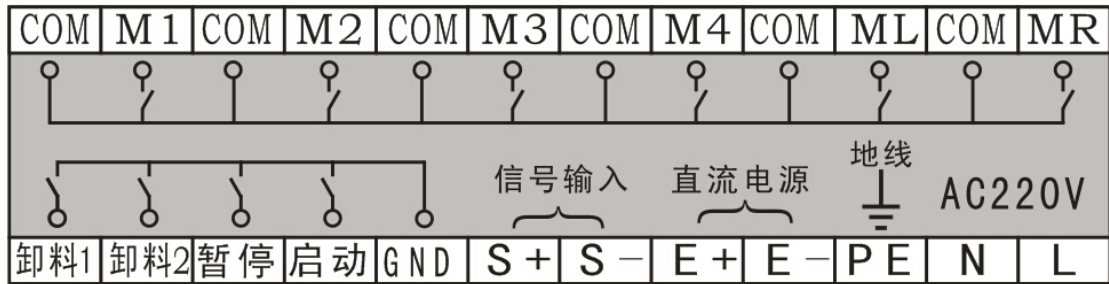 COM M1 COM M2 COM M3 COM M4 COM ML COM MR
地线
信号输入 直流电源 AC220V
卸料1 卸料2 暂停 启动 GND S+ S- E+ E- PE N L